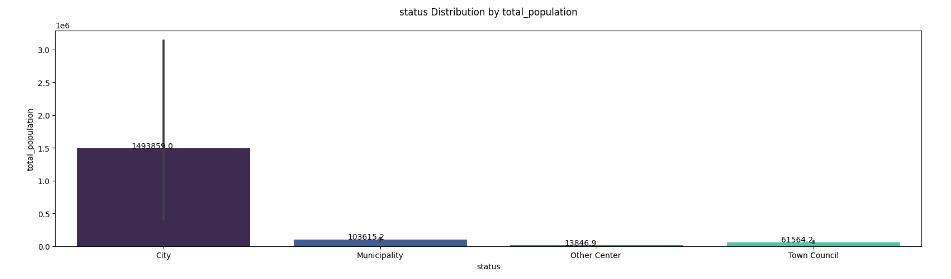 status Distribution by total_population
1e6
3.0
2.5
2.0
1.5
1.0
0.5
0.0
total_population
1493859.0
103615.2
13846.9
61564.2
City
Municipality
Other Center
Town Council
status